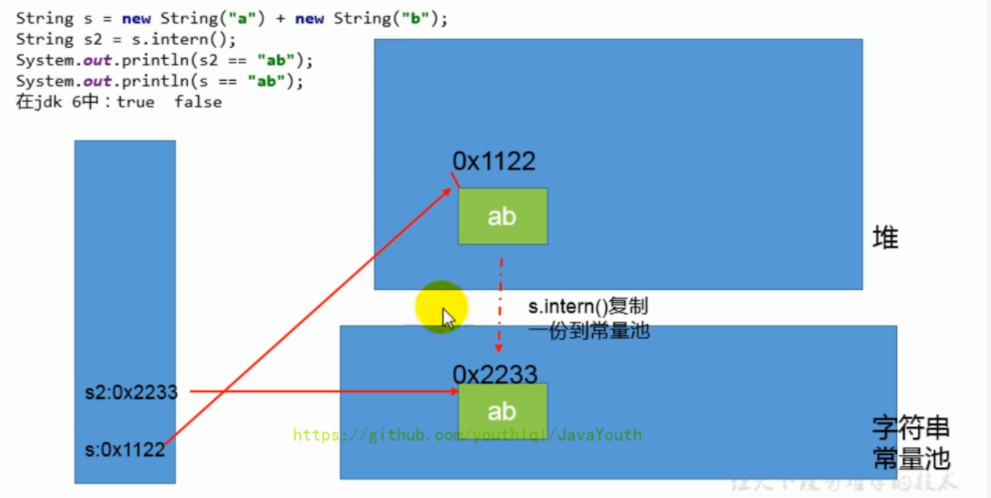 String s = new String("a") + new String("b");
String s2 = s.intern();
System.out.println(s2 == "ab");
System.out.println(s == "ab");
在jdk 6中：true  false
0x1122
ab
堆
s.intern()复制
一份到常量池
0x2233
s2:0x2233
ab
https://github.com/youthlql/JavaYouth
字符串
常量池
s:0x1122